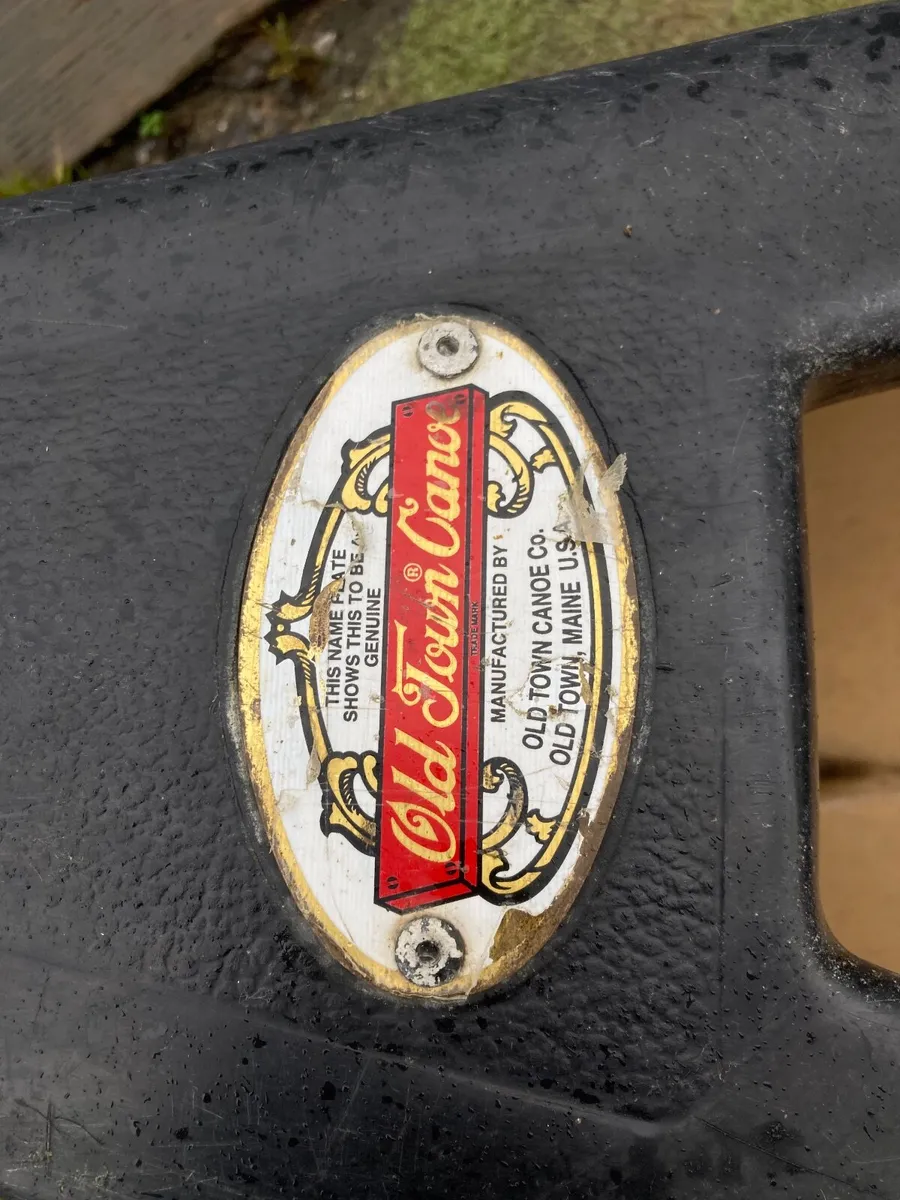 THIS NAME PLATE
SHOWS THIS TO BE A
GENUINE
Old Town® Canoe
TRADE MARK
MANUFACTURED BY
OLD TOWN CANOE CO.
OLD TOWN, MAINE U.S.A.